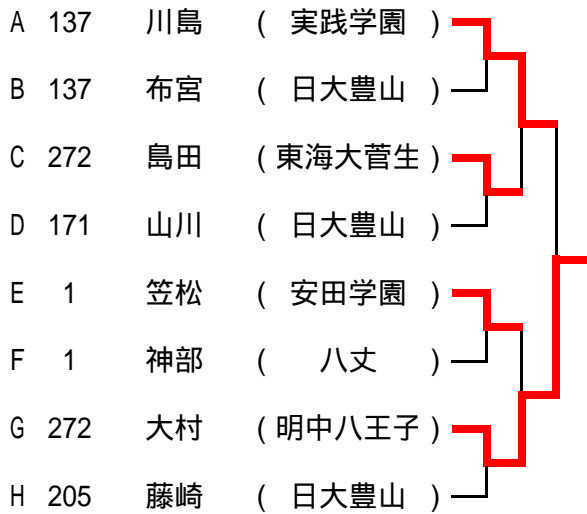 A 137 川島 ( 実践学園 )
B 137 布宮 ( 日大豊山 )
C 272 島田 ( 東海大菅生 )
D 171 山川 ( 日大豊山 )
E 1 笠松 ( 安田学園 )
F 1 神部 ( 八丈 )
G 272 大村 ( 明中八王子 )
H 205 藤崎 ( 日大豊山 )